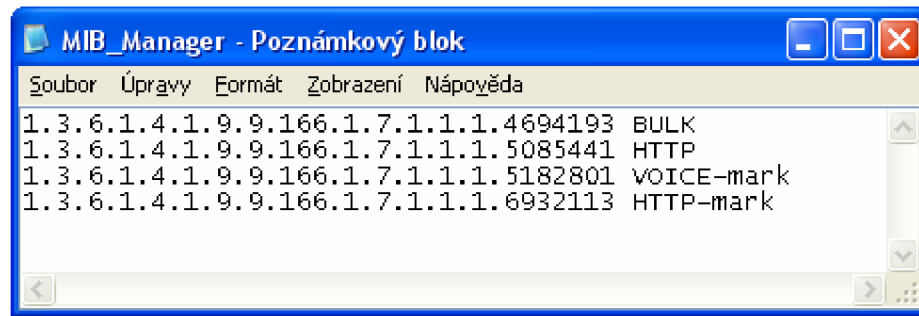 MIB_Manager - Poznámkový blok
Soubor Úpravy Formát Zobrazení Nápověda
1.3.6.1.4.1.9.9.166.1.7.1.1.1.4694193 BULK
1.3.6.1.4.1.9.9.166.1.7.1.1.1.5085441 HTTP
1.3.6.1.4.1.9.9.166.1.7.1.1.1.5182801 VOICE-mark
1.3.6.1.4.1.9.9.166.1.7.1.1.1.6932113 HTTP-mark